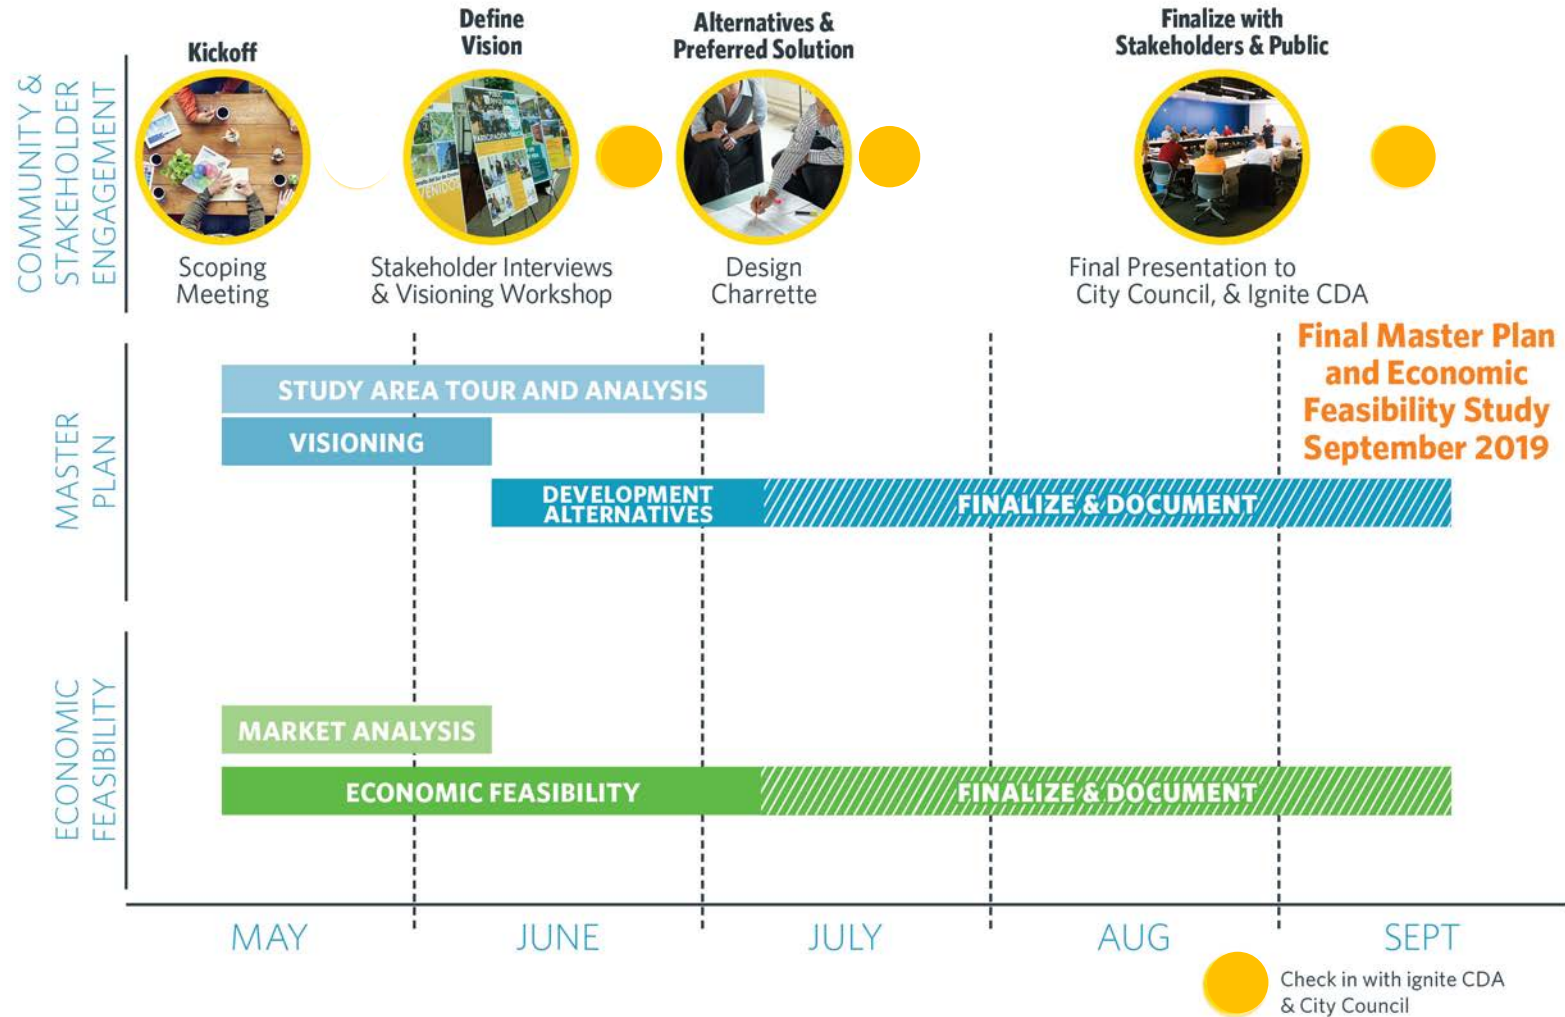 Kickoff
Define
Vision
Alternatives &
Preferred Solution
Finalize with
Stakeholders & Public
COMMUNITY &
STAKEHOLDER
ENGAGEMENT
Scoping
Meeting
Stakeholder Interviews
& Visioning Workshop
Design
Charrette
Final Presentation to
City Council, & Ignite CDA
Final Master Plan
and Economic
Feasibility Study
September 2019
MASTER
PLAN
STUDY AREA TOUR AND ANALYSIS
VISIONING
DEVELOPMENT
ALTERNATIVES
FINALIZE & DOCUMENT
ECONOMIC
FEASIBILITY
MARKET ANALYSIS
ECONOMIC FEASIBILITY
FINALIZE & DOCUMENT
MAY
JUNE
JULY
AUG
SEPT
Check in with ignite CDA
& City Council